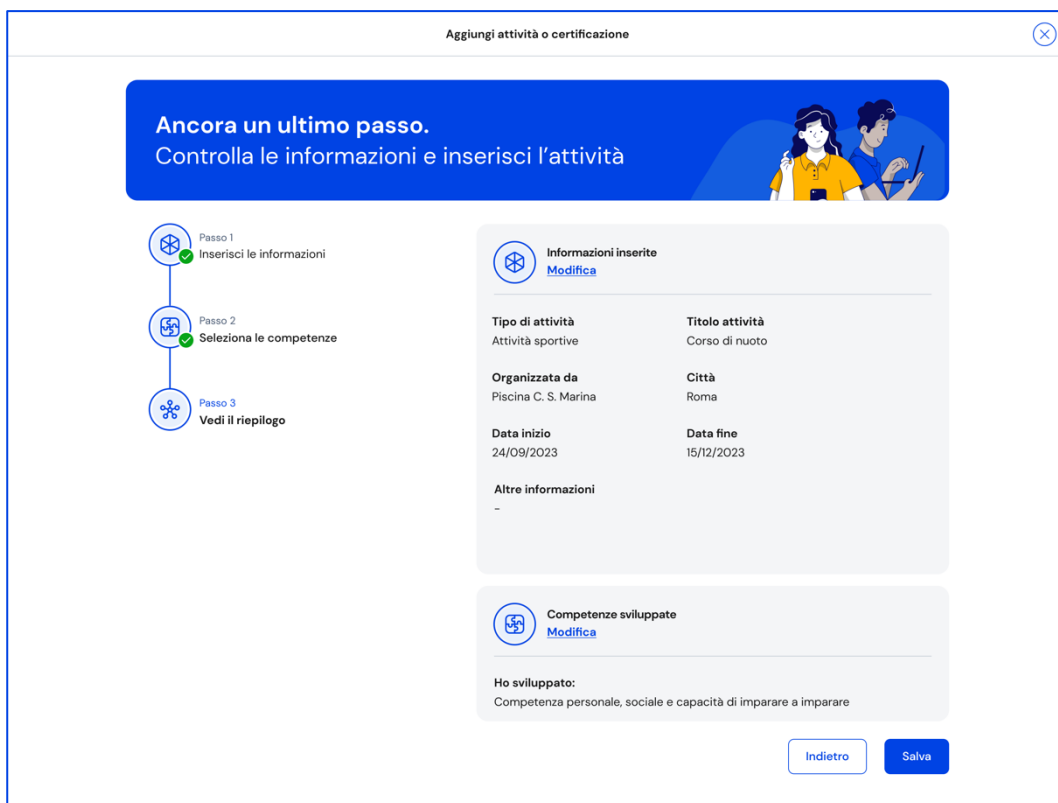 Aggiungi attività o certificazione
Ancora un ultimo passo.
Controlla le informazioni e inserisci l'attività
Passo 1
Inserisci le informazioni
Passo 2
Seleziona le competenze
Passo 3
Vedi il riepilogo
Informazioni inserite
Modifica
Tipo di attività
Attività sportive
Titolo attività
Corso di nuoto
Organizzata da
Piscina C. S. Marina
Città
Roma
Data inizio
24/09/2023
Data fine
15/12/2023
Altre informazioni
-
Competenze sviluppate
Modifica
Ho sviluppato:
Competenza personale, sociale e capacità di imparare a imparare
Indietro
Salva